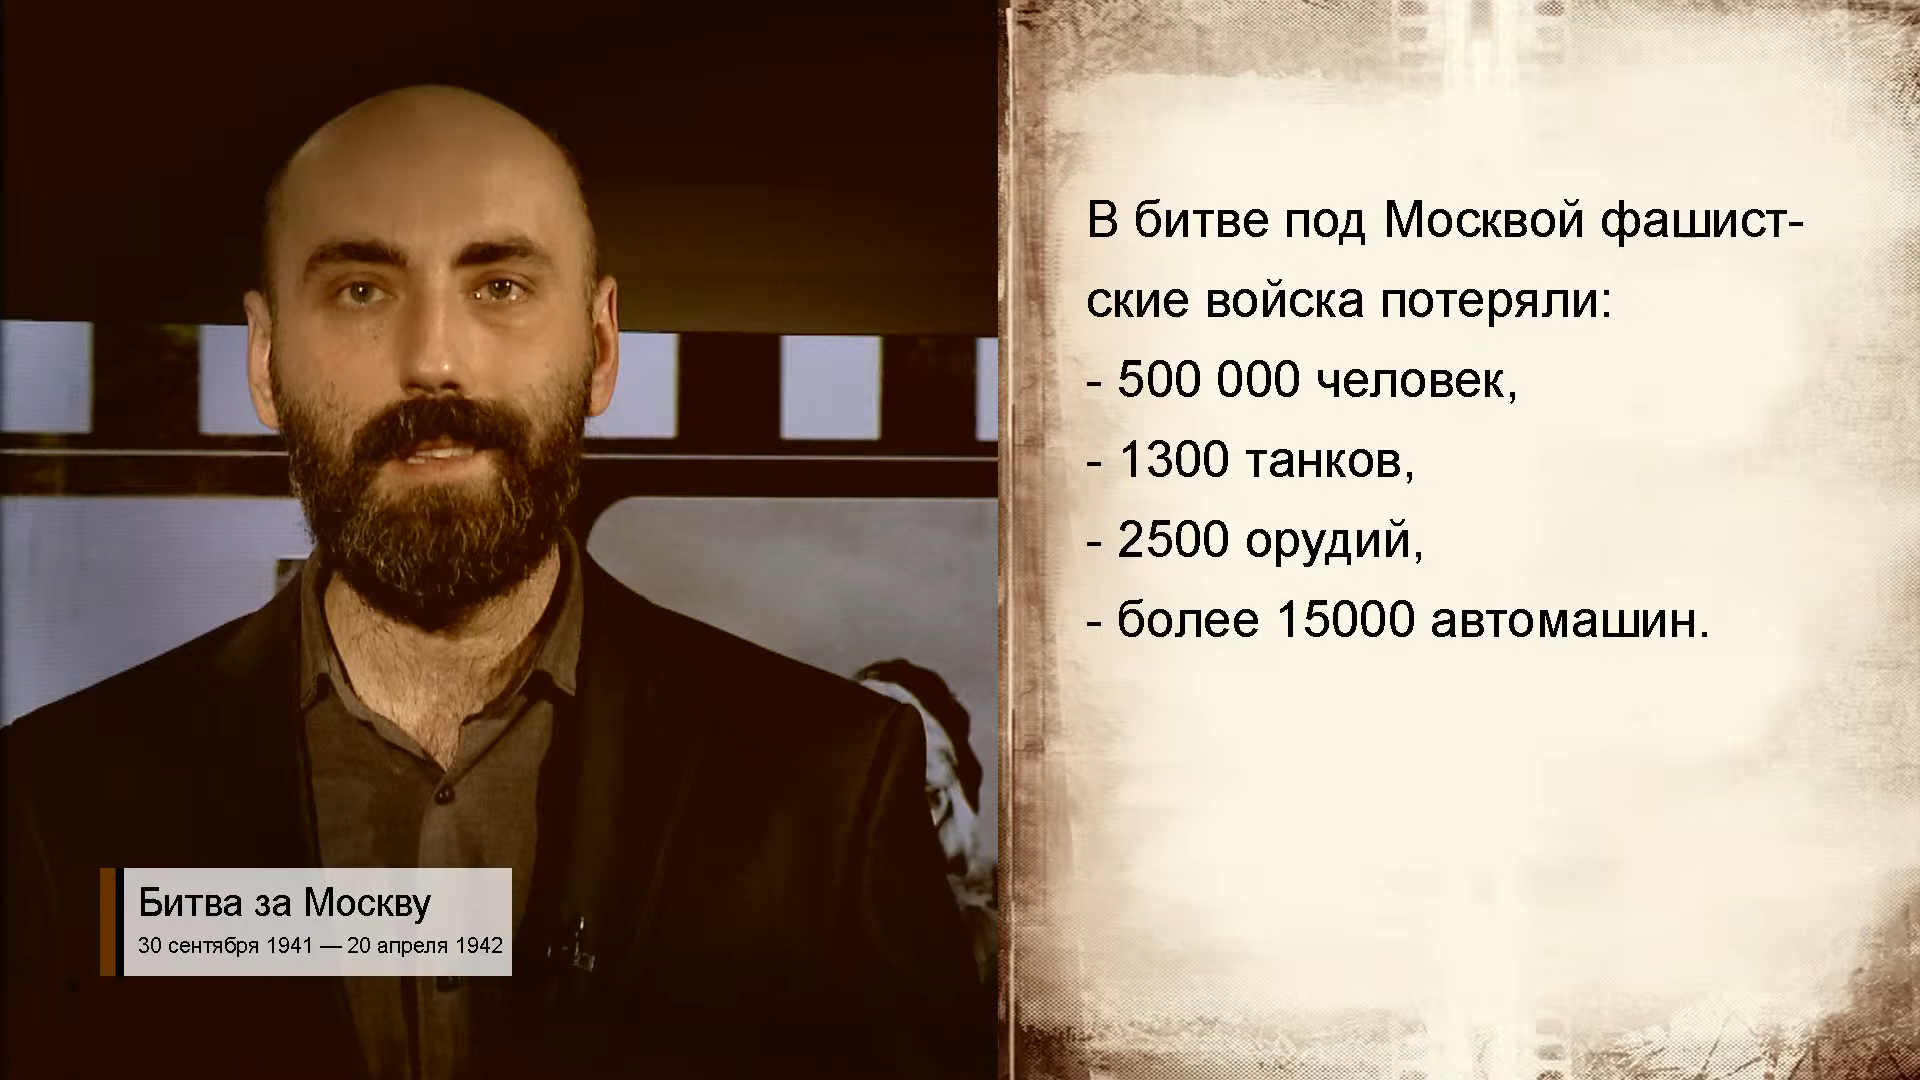 В битве под Москвой фашист-
ские войска потеряли:
- 500 000 человек,
- 1300 танков,
- 2500 орудий,
- более 15000 автомашин.
Битва за Москву
30 сентября 1941 — 20 апреля 1942